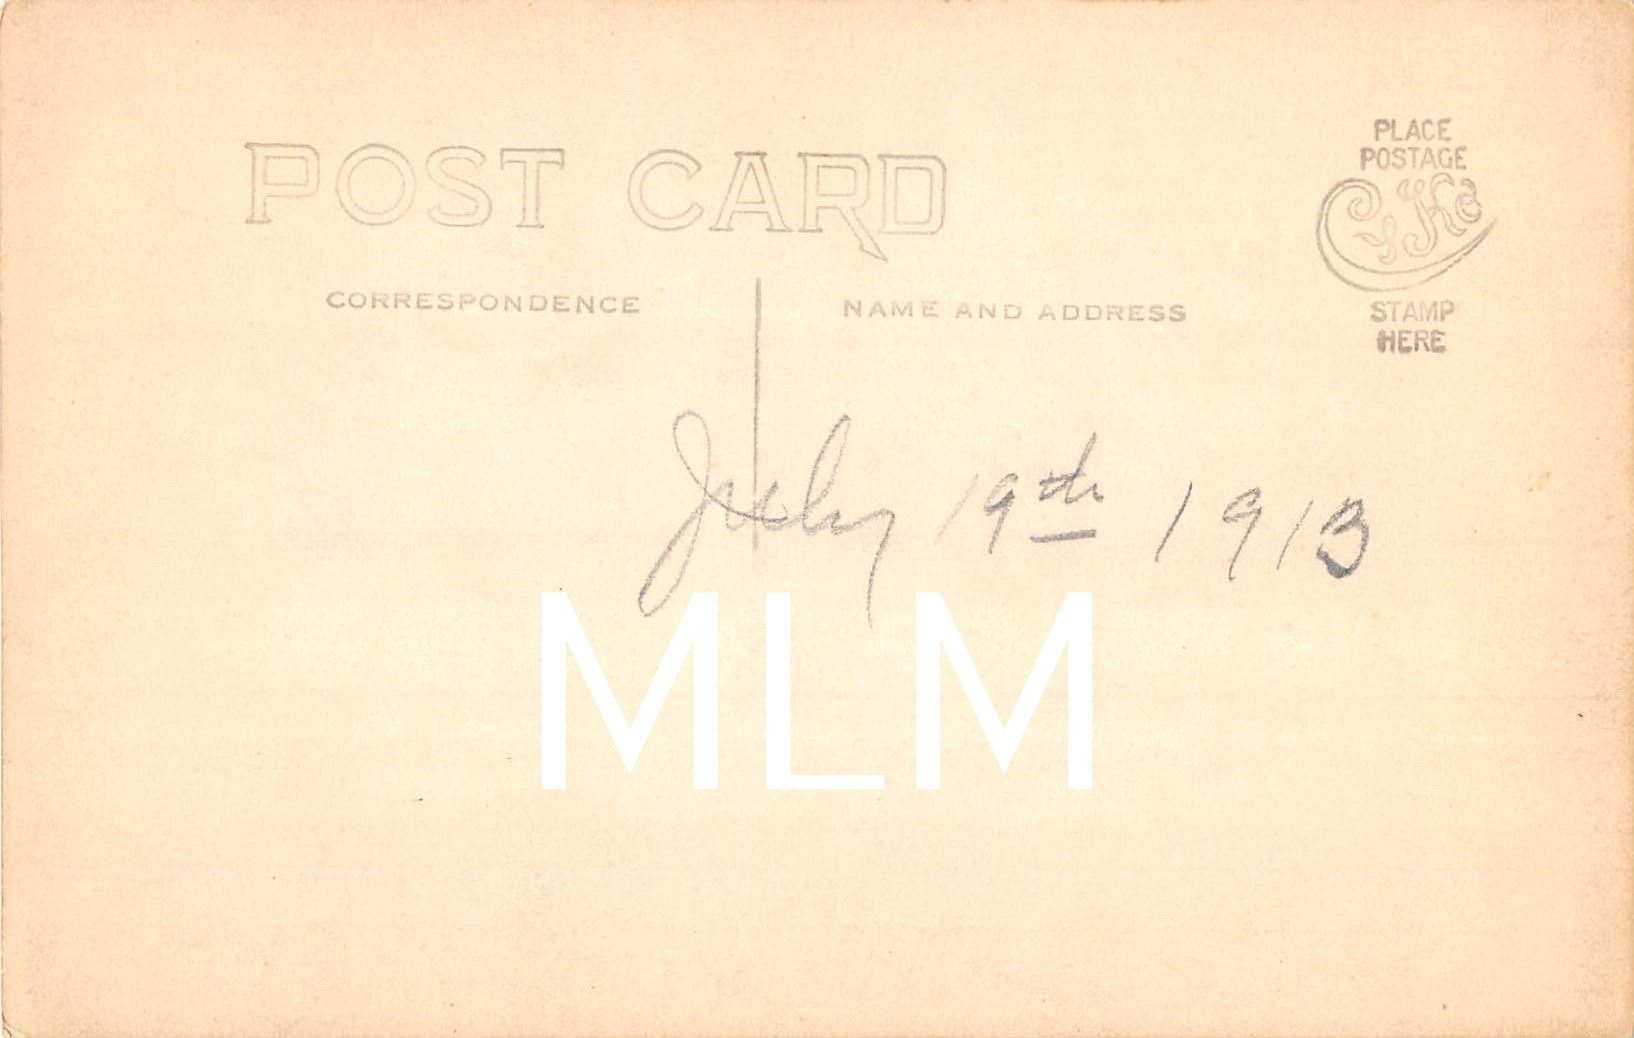 POST CARD
CORRESPONDENCE
NAME AND ADDRESS
PLACE
POSTAGE
STAMP
HERE
July 19th 1913
MLM